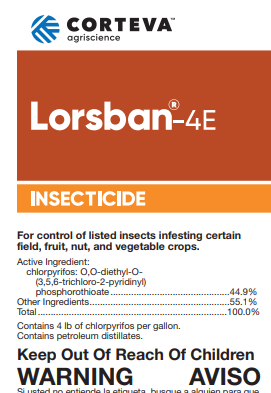 CORTEVA™
agriscience
Lorsban®-4E
INSECTICIDE
For control of listed insects infesting certain
field, fruit, nut, and vegetable crops.
Active Ingredient:
chlorpyrifos: O,O-diethyl-O-
(3,5,6-trichloro-2-pyridinyl)
phosphorothioate..........................................44.9%
Other Ingredients..................................................55.1%
Total....................................................................100.0%
Contains 4 lb of chlorpyrifos per gallon.
Contains petroleum distillates.
Keep Out Of Reach Of Children
WARNING AVISO
Si usted no entiende la etiqueta, busque a alguien para que